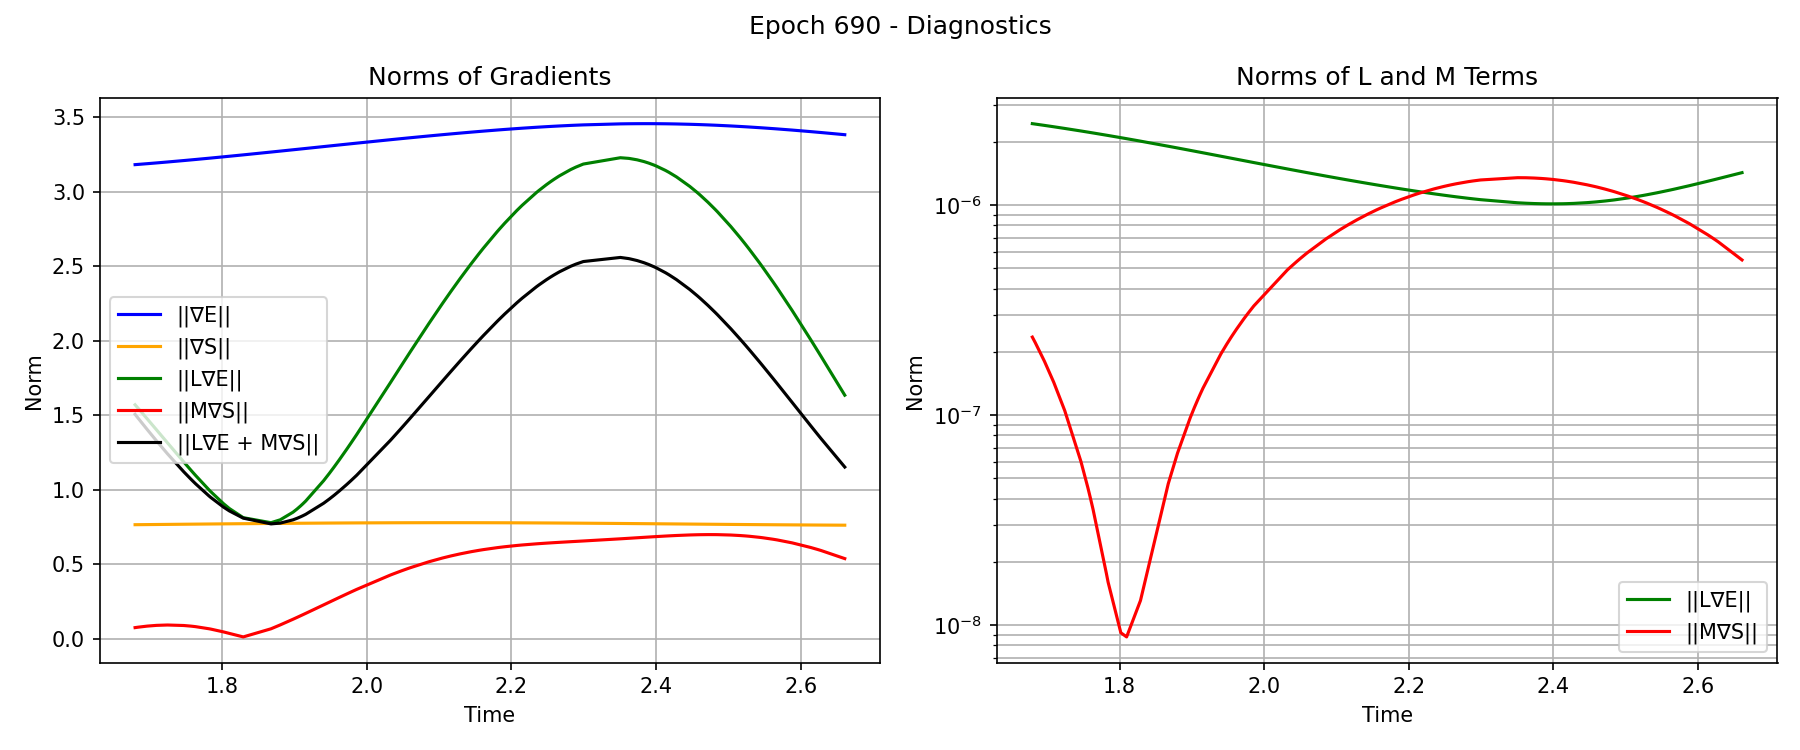 Epoch 690 - Diagnostics
Norms of Gradients
Norm
3.5
3.0
2.5
2.0
1.5
1.0
0.5
0.0
||∇E||
||∇S||
||L∇E||
||M∇S||
||L∇E + M∇S||
1.8
2.0
2.2
2.4
2.6
Time
Norms of L and M Terms
Norm
10⁻⁶
10⁻⁷
10⁻⁸
||L∇E||
||M∇S||
1.8
2.0
2.2
2.4
2.6
Time